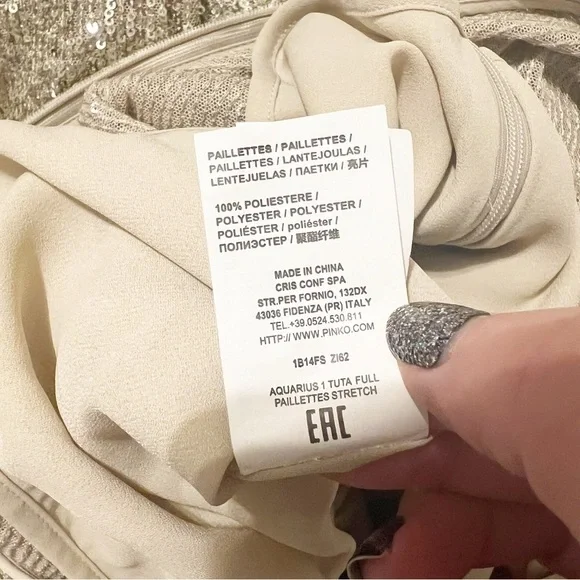 PAILLETTES / PAILLETTES /
PAILLETTES / LANTEJOULAS /
LENTEJUELAS / ПАЕТКИ / 亮片
100% POLIESTERE /
POLYESTER / POLYESTER /
POLIÉSTER / poliéster /
ПОЛИЭСТЕР / 聚酯纤维
MADE IN CHINA
CRIS CONF SPA
STR.PER FORNIO, 132DX
43036 FIDENZA (PR) ITALY
TEL.+39.0524.530.611
HTTP:// WWW.PINKO.COM
1B14FS ZI62
AQUARIUS 1 TUTA FULL
PAILLETTES STRETCH
EAC